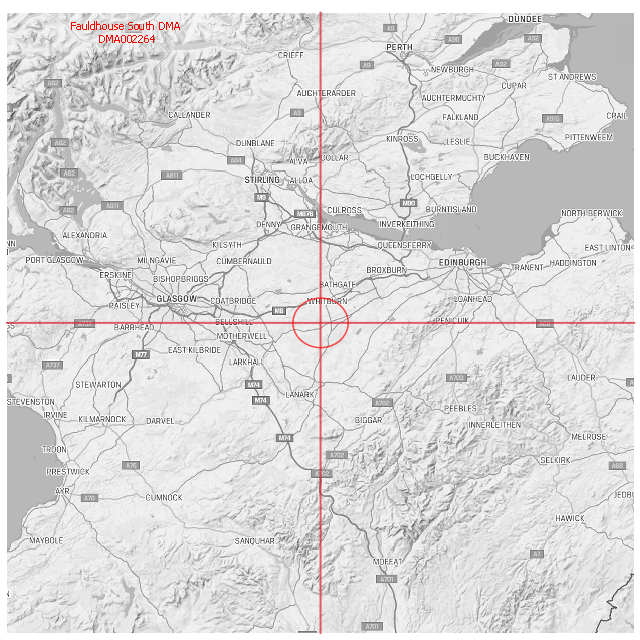 Fauldhouse South DMA
DMA002264
DUNDEE
A9
PERTH
A90
A92
CRIEFF
A9
NEWBURGH
A92
ST ANDREWS
A82
AUCHTERARDER
CUPAR
AUCHTERMUCHTY
CALLANDER
A9
FALKLAND
A915
CRAIL
A82
DUNBLANE
KINROSS
LESLIE
PITTENWEEM
A84
ALVA
DOLLAR
BUCKHAVEN
A82
A811
STIRLING
ALLOA
LOCHGELLY
M9
A82
A811
M90
CULROSS
BURNTISLAND
M876
NORTH BERWICK
DENNY
GRANGEMOUTH
INVERKEITHING
ALEXANDRIA
KILSYTH
QUEENSFERRY
EAST LINTON
PORT GLASGOW
MILNGAVIE
CUMBERNAULD
BROXBURN
EDINBURGH
HADDINGTON
TRANENT
ERSKINE
BISHOPBRIGGS
BATHGATE
GLASGOW
COATBRIDGE
WHITBURN
LOANHEAD
PAISLEY
M8
BARRHEAD
BELLSHILL
PENICUIK
A68
MOTHERWELL
EAST KILBRIDE
M77
LARKHALL
A737
STEWARTON
M74
A703
LAUDER
STEVENSTON
LANARK
M74
A702
IRVINE
PEEBLES
KILMARNOCK
DARVEL
BIGGAR
INNERLEITHEN
M74
MELROSE
TROON
A702
SELKIRK
A76
A68
PRESTWICK
A702
AYR
A70
CUMNOCK
JEDBU
HAWICK
MAYBOLE
SANQUHAR
A7
MOFFAT
A701
A701